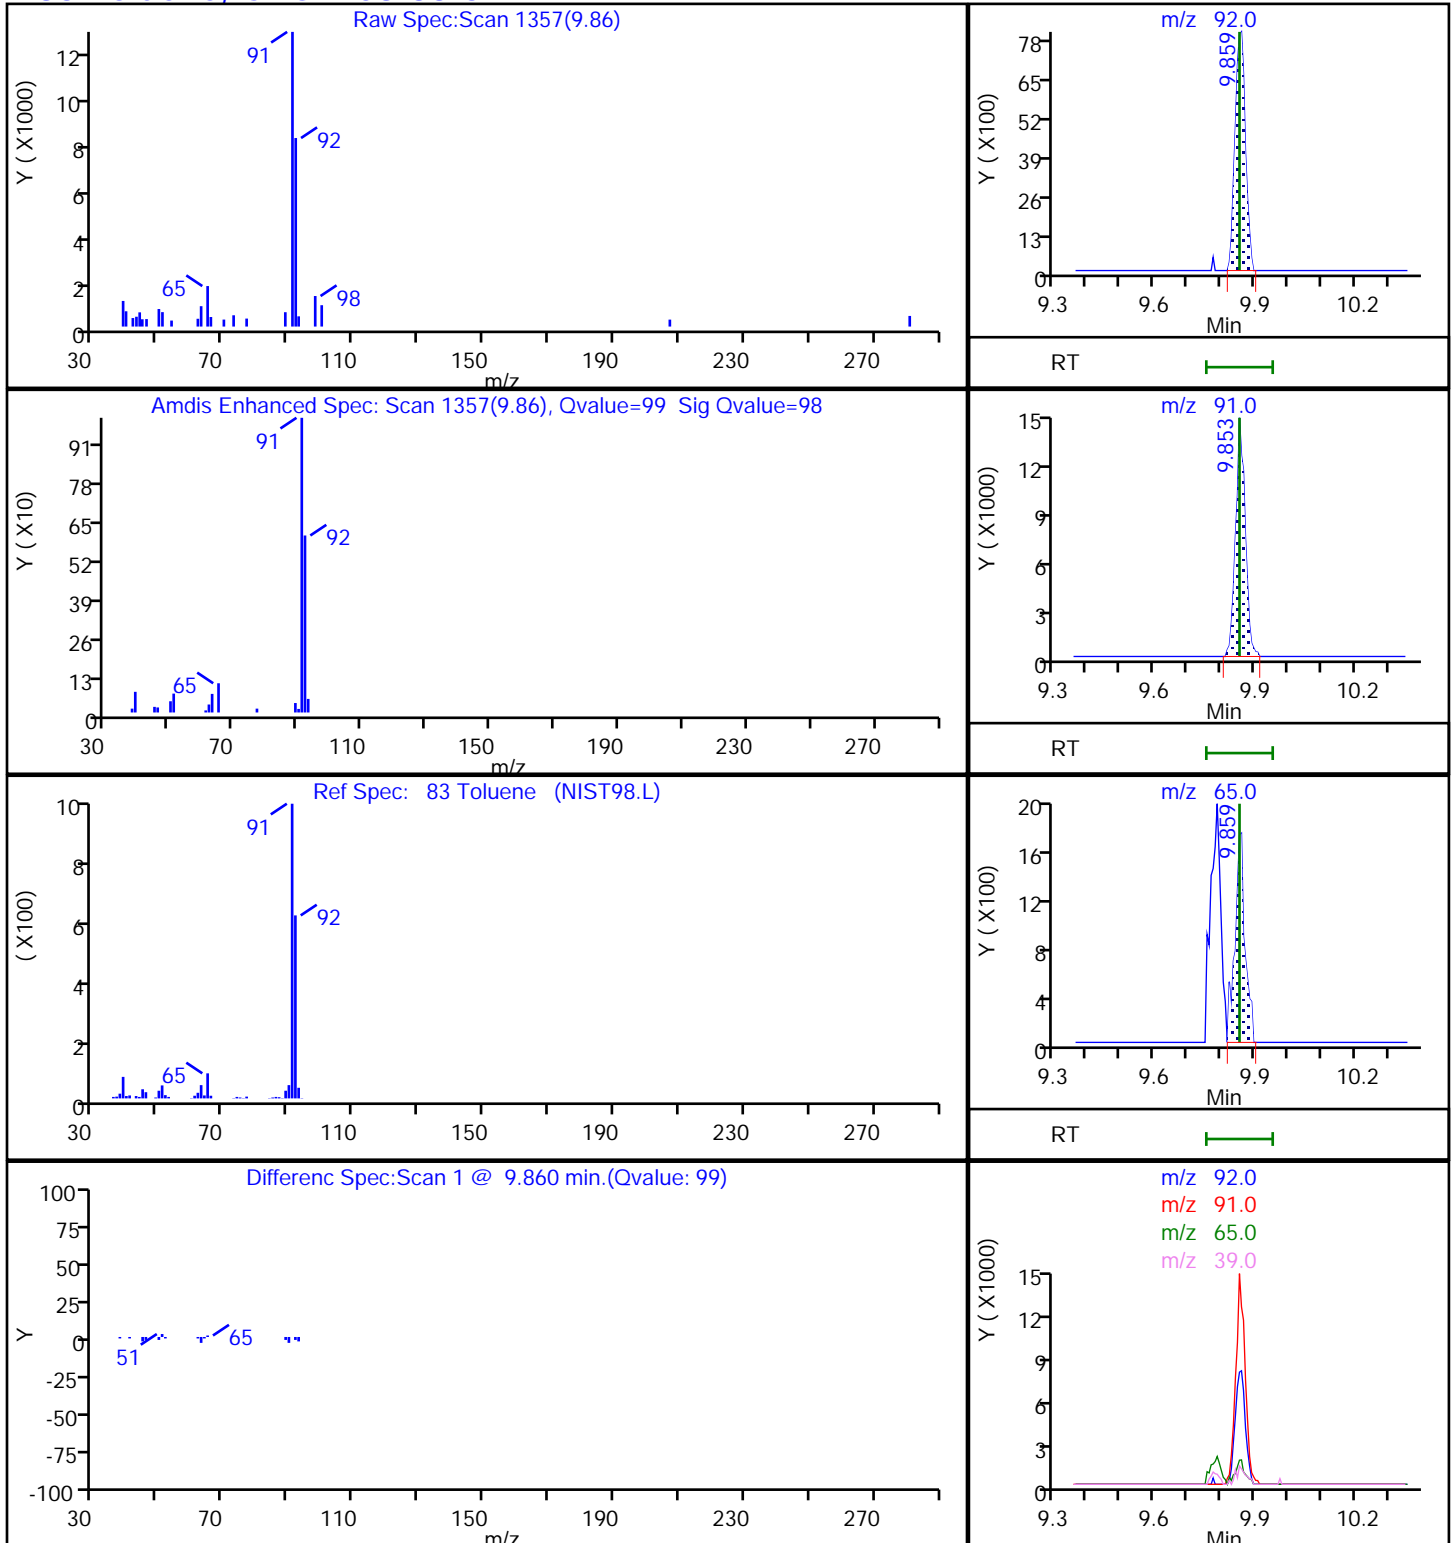 Raw Spec:Scan 1357(9.86)
Y ( X1000)
12
10
8
6
4
2
0
91
92
65
98
30 70 110 150 190 230 270
m/z
m/z 92.0
Y ( X100)
78
65
52
39
26
13
0
9.859
9.3 9.6 9.9 10.2
Min
RT
Amdis Enhanced Spec: Scan 1357(9.86), Qvalue=99 Sig Qvalue=98
Y ( X10)
91
78
65
52
39
26
13
0
91
92
65
30 70 110 150 190 230 270
m/z
m/z 91.0
Y ( X1000)
15
12
9
6
3
0
9.853
9.3 9.6 9.9 10.2
Min
RT
Ref Spec: 83 Toluene (NIST98.L)
( X100)
10
8
6
4
2
0
91
92
65
30 70 110 150 190 230 270
m/z 65.0
Y ( X100)
20
16
12
8
4
0
9.859
9.3 9.6 9.9 10.2
Min
RT
Differenc Spec:Scan 1 @ 9.860 min.(Qvalue: 99)
Y
100
75
50
25
0
-25
-50
-75
-100
51
65
30 70 110 150 190 230 270
m/z
m/z 92.0
m/z 91.0
m/z 65.0
m/z 39.0
Y ( X1000)
15
12
9
6
3
0
9.3 9.6 9.9 10.2
Min